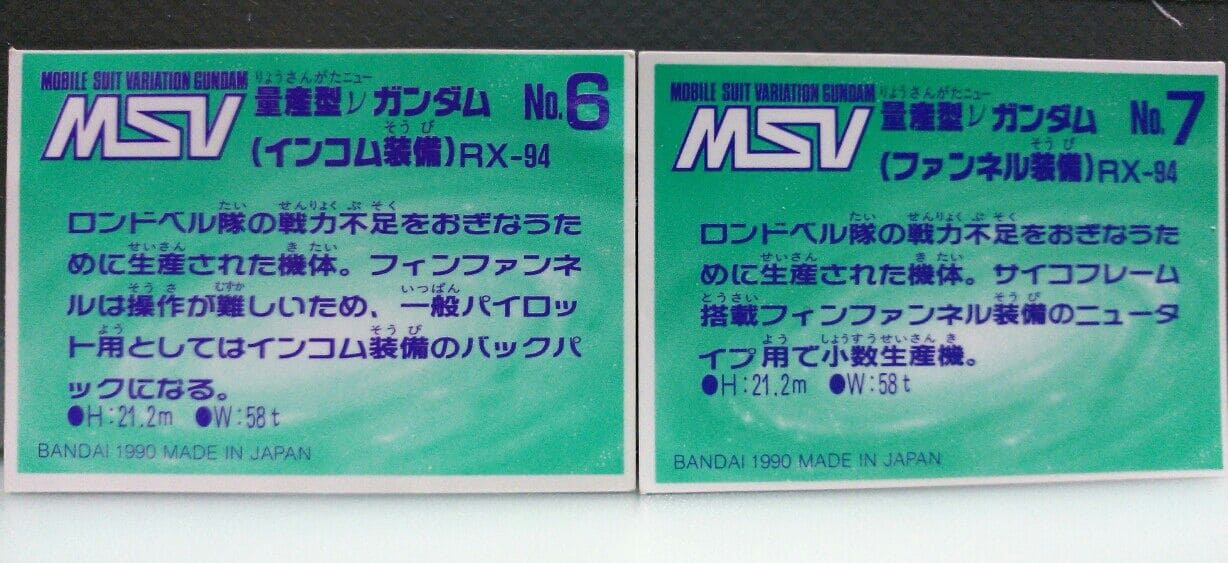 MOBILE SUIT VARIATION GUNDAM
MSV
りょうさんがたニュー
量産型νガンダム No.6
そうび
(インコム装備)RX-94
たい せんりょくぶそく
ロンドベル隊の戦力不足をおぎなうた
せいさん きたい
めに生産された機体。フィンファンネ
そうさ むずか いっぱん
ルは操作が難しいため、一般パイロッ
よう そうび
ト用としてはインコム装備のバックパ
ックになる。
●H:21.2m ●W:58t
BANDAI 1990 MADE IN JAPAN
MOBILE SUIT VARIATION GUNDAM
MSV
りょうさんがたニュー
量産型νガンダム No.7
そうび
(ファンネル装備)RX-94
たい せんりょくぶそく
ロンドベル隊の戦力不足をおぎなうた
せいさん きたい
めに生産された機体。サイコフレーム
とうさい そうび
搭載フィンファンネル装備のニュータ
よう しょうすうせいさんき
イプ用で小数生産機。
●H:21.2m ●W:58t
BANDAI 1990 MADE IN JAPAN